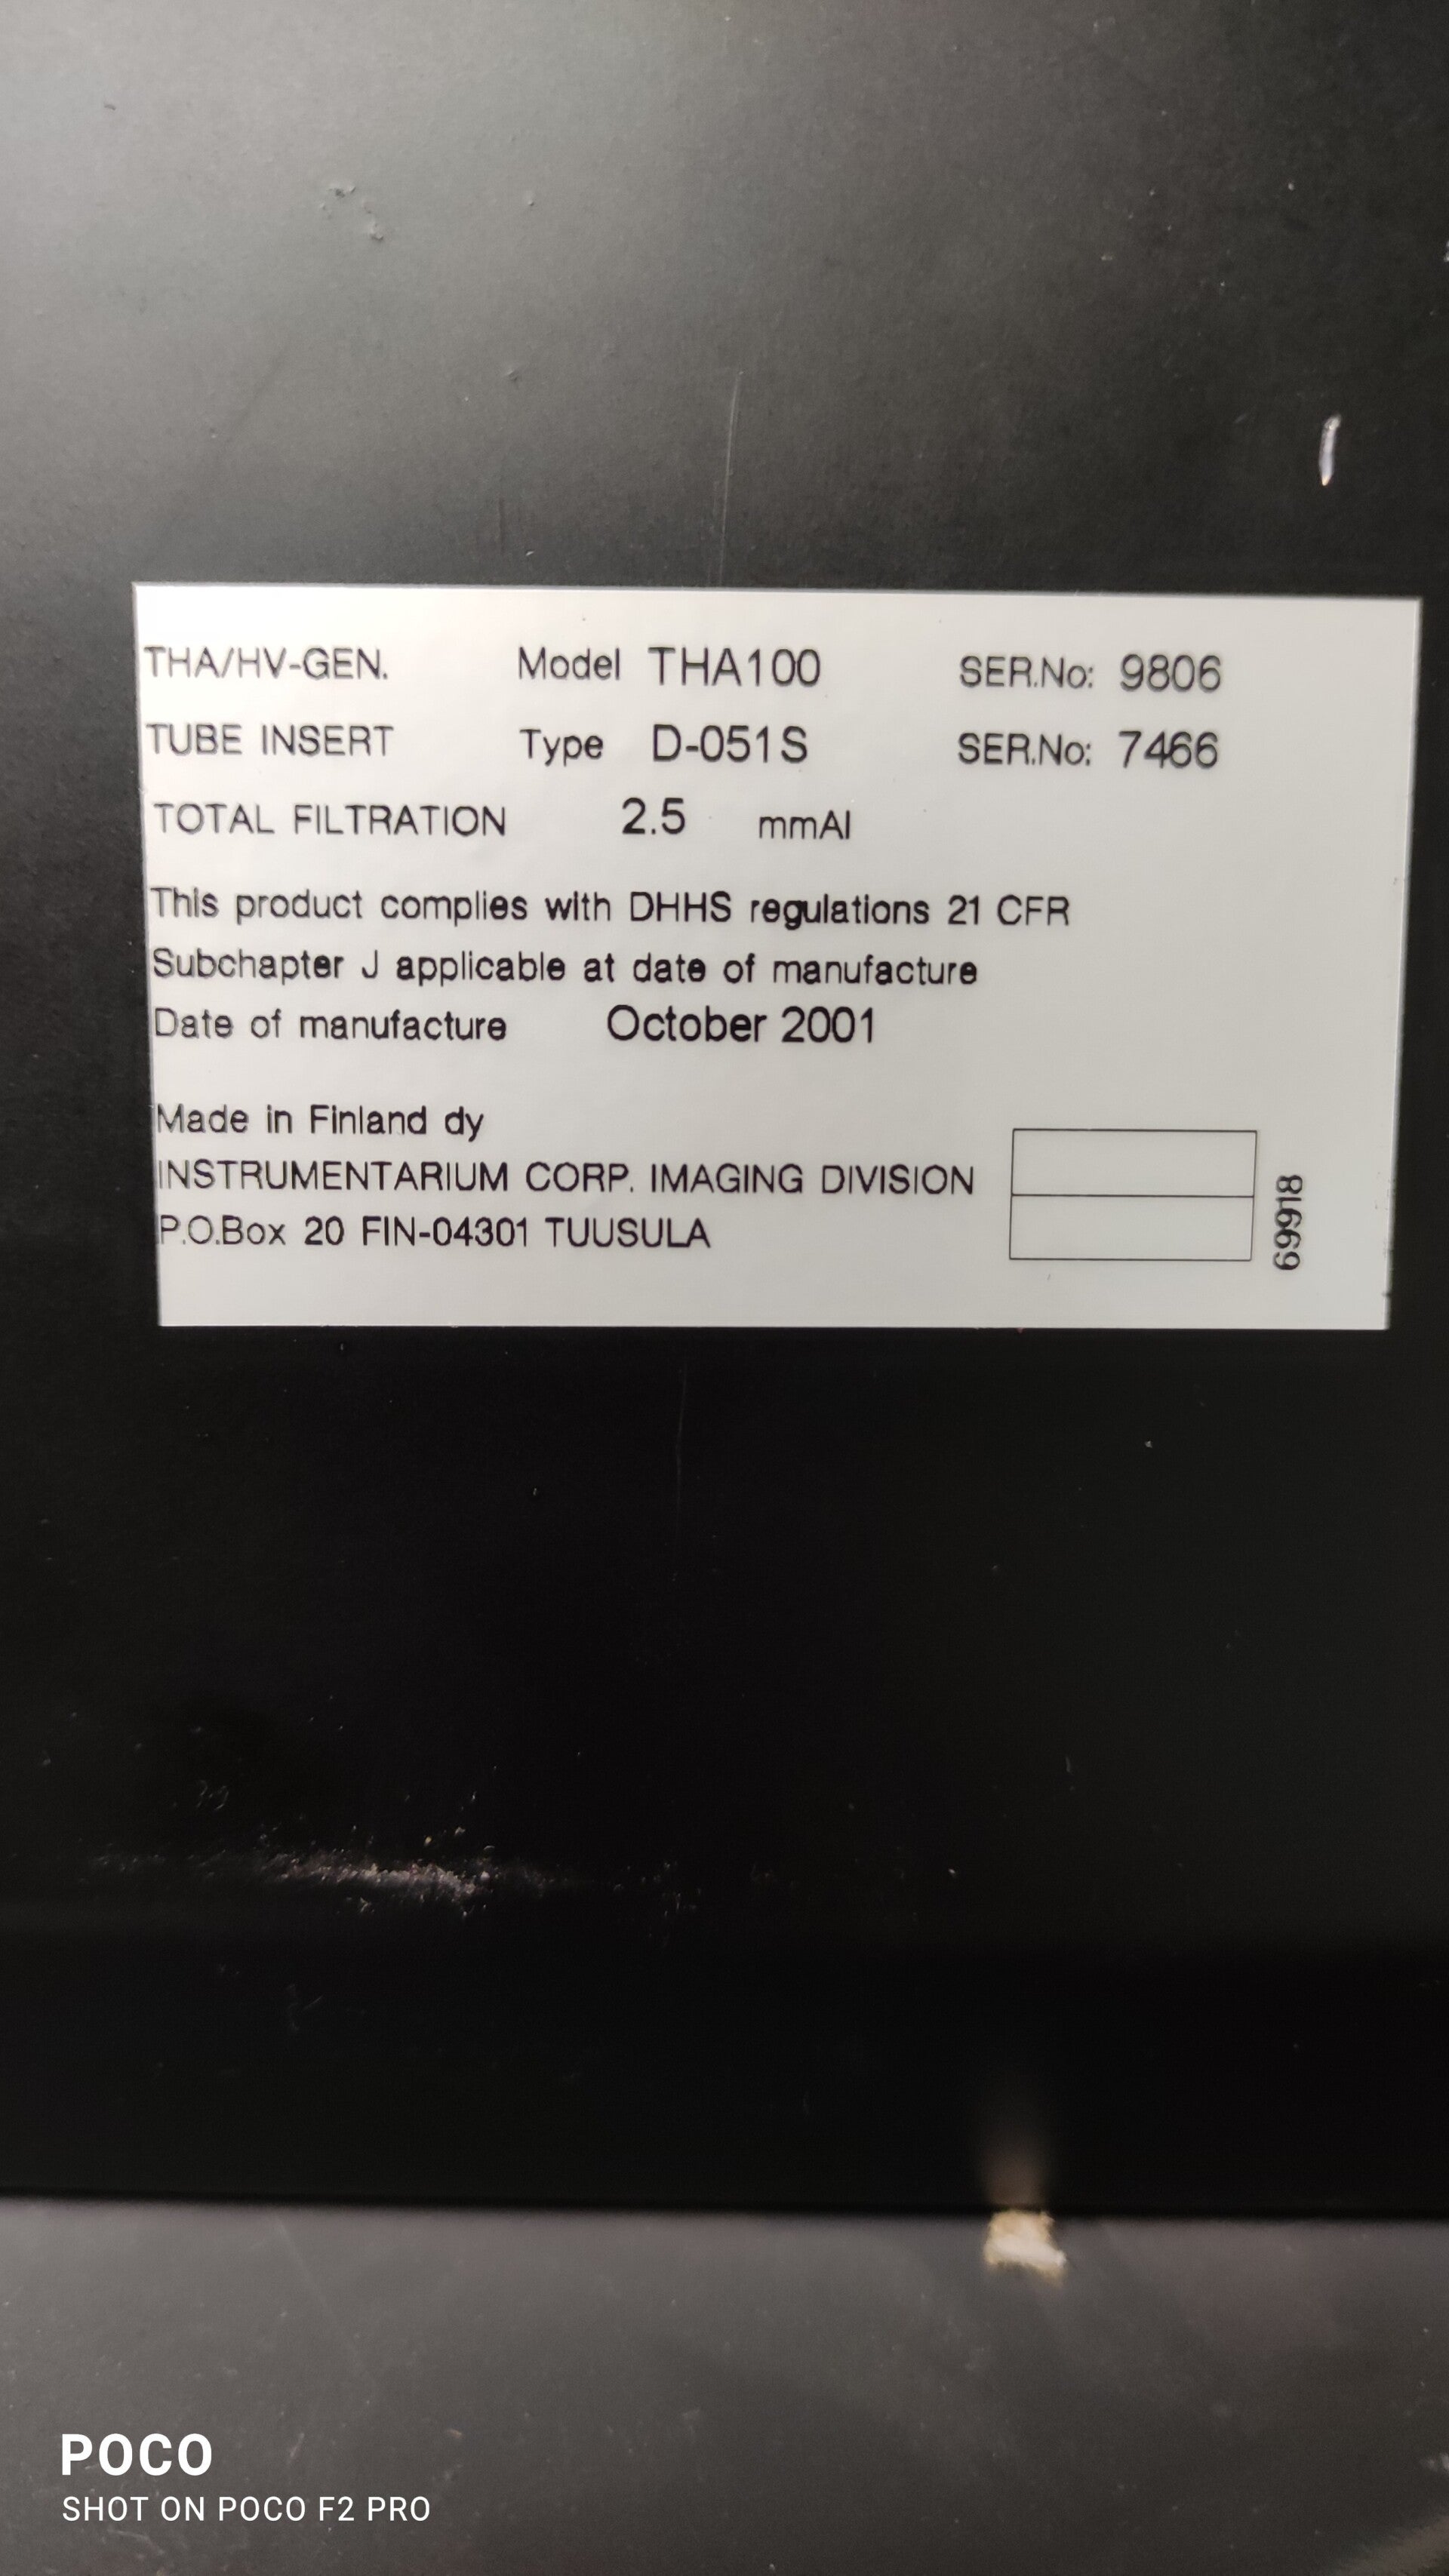 THA/HV-GEN. Model THA100 SER.No: 9806
TUBE INSERT Type D-051S SER.No: 7466
TOTAL FILTRATION 2.5 mmAl
This product complies with DHHS regulations 21 CFR
Subchapter J applicable at date of manufacture
Date of manufacture October 2001
Made in Finland dy
INSTRUMENTARIUM CORP. IMAGING DIVISION
P.O.Box 20 FIN-04301 TUUSULA
69918
POCO
SHOT ON POCO F2 PRO